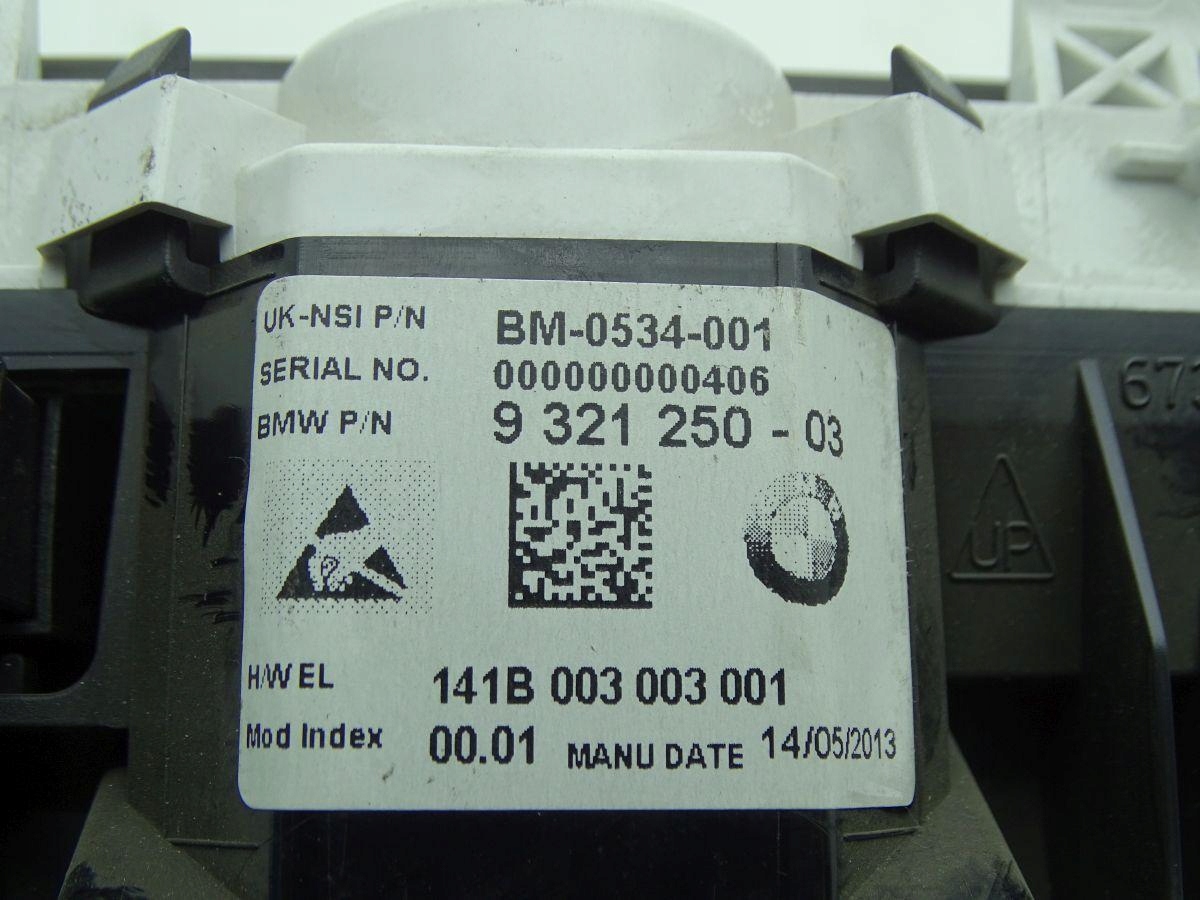 UK-NSI P/N BM-0534-001
SERIAL NO. 000000000406
BMW P/N 9 321 250 - 03
H/W EL 141B 003 003 001
Mod Index 00.01 MANU DATE 14/05/2013
673
UP